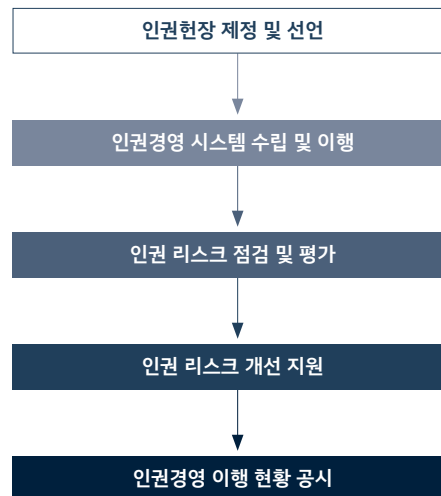 인권헌장 제정 및 선언
인권경영 시스템 수립 및 이행
인권 리스크 점검 및 평가
인권 리스크 개선 지원
인권경영 이행 현황 공시